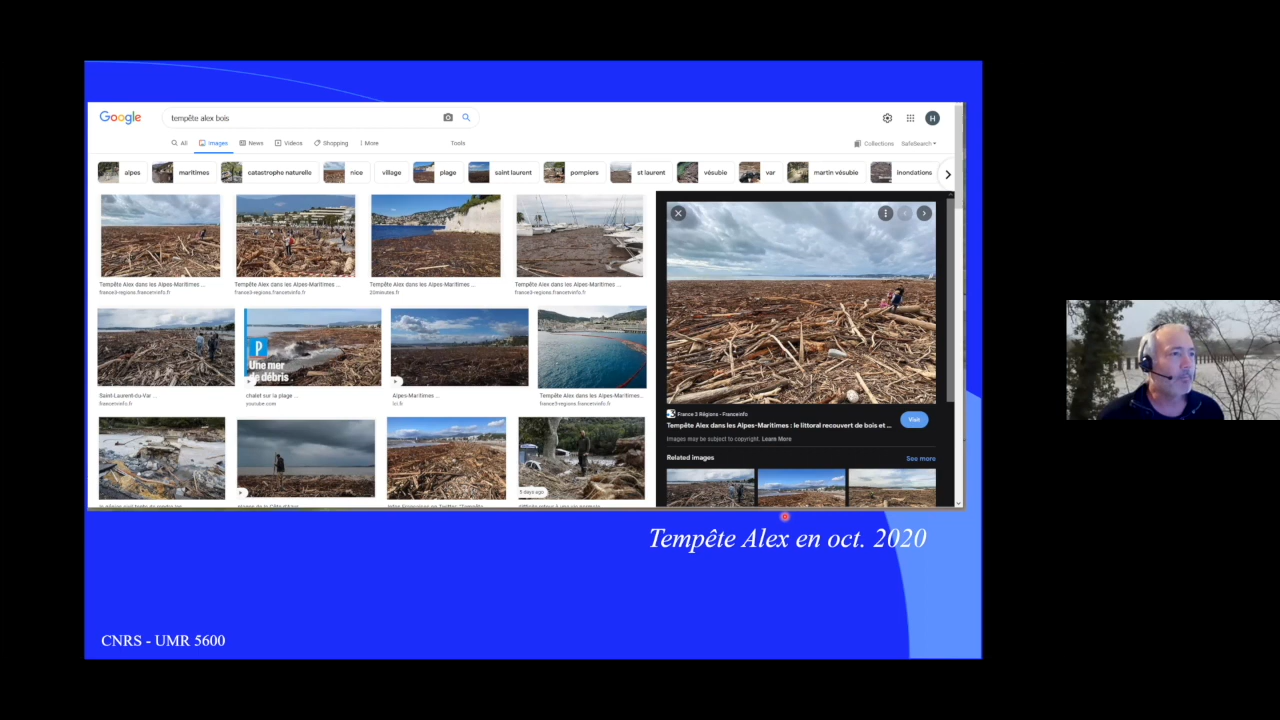 Google
tempête alex bois
H
All
Images
News
Videos
Shopping
More
Tools
Collections
SafeSearch
alpes
maritimes
catastrophe naturelle
nice
village
plage
saint laurent
pompiers
st laurent
vésubie
var
martin vésubie
inondations
Tempête Alex dans les Alpes-Maritimes ...
france3-regions.francetvinfo.fr
Tempête Alex dans les Alpes-Maritimes ...
france3-regions.francetvinfo.fr
Tempête Alex dans les Alpes-Maritimes ...
20minutes.fr
Tempête Alex dans les Alpes-Maritimes ...
france3-regions.francetvinfo.fr
P
Une mer
de débris
Saint-Laurent-du-Var ...
francetvinfo.fr
chalet sur la plage ...
youtube.com
Alpes-Maritimes ...
lci.fr
Tempête Alex dans les Alpes-Maritimes...
france3-regions.francetvinfo.fr
5 days ago
France 3 Régions - Franceinfo
Tempête Alex dans les Alpes-Maritimes : le littoral recouvert de bois et ...
Visit
Images may be subject to copyright. Learn More
Related images
See more
Tempête Alex en oct. 2020
CNRS - UMR 5600